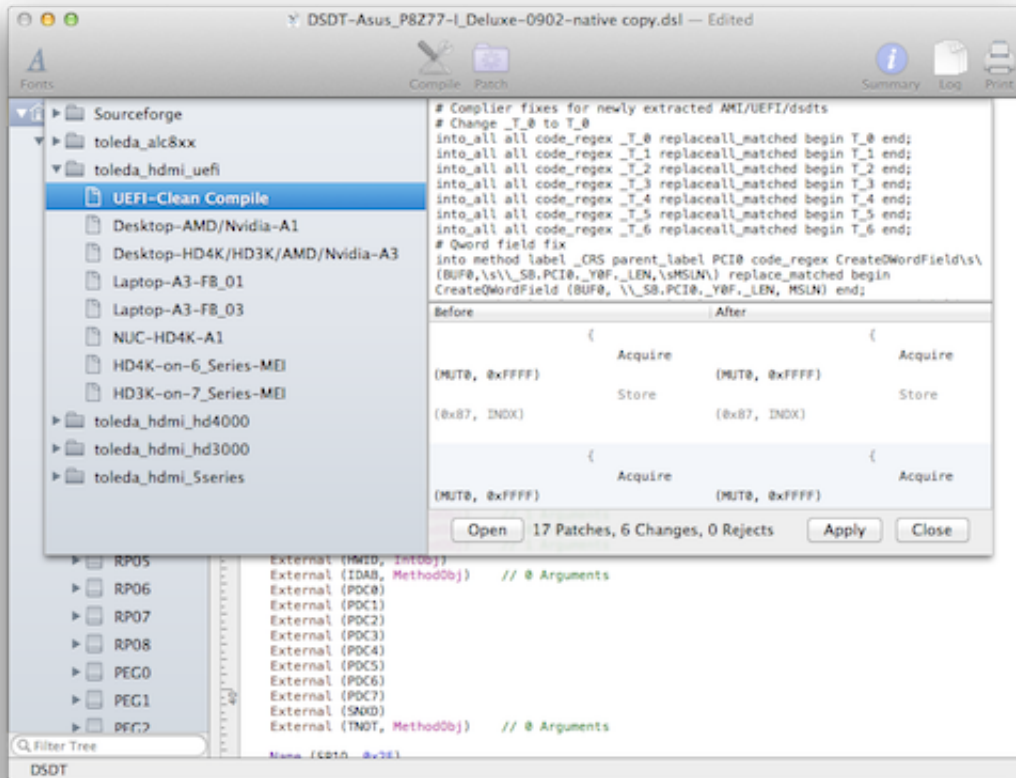 DSDT-Asus_P8Z77-I_Deluxe-0902-native copy.dsl — Edited
Fonts
Compile
Patch
Summary
Log
Print
Sourceforge
toleda_alc8xx
toleda_hdmi_uefi
UEFI-Clean Compile
Desktop-AMD/Nvidia-A1
Desktop-HD4K/HD3K/AMD/Nvidia-A3
Laptop-A3-FB_01
Laptop-A3-FB_03
NUC-HD4K-A1
HD4K-on-6_Series-MEI
HD3K-on-7_Series-MEI
toleda_hdmi_hd4000
toleda_hdmi_hd3000
toleda_hdmi_5series
# Complier fixes for newly extracted AMI/UEFI/dsdts
# Change _T_0 to T_0
into_all all code_regex _T_0 replaceall_matched begin T_0 end;
into_all all code_regex _T_1 replaceall_matched begin T_1 end;
into_all all code_regex _T_2 replaceall_matched begin T_2 end;
into_all all code_regex _T_3 replaceall_matched begin T_3 end;
into_all all code_regex _T_4 replaceall_matched begin T_4 end;
into_all all code_regex _T_5 replaceall_matched begin T_5 end;
into_all all code_regex _T_6 replaceall_matched begin T_6 end;
# Qword field fix
into method label _CRS parent_label PCI0 code_regex CreateDWordField\s\
(BUF0,\s\\_SB.PCI0._Y0F._LEN,\sMSLN\) replace_matched begin
CreateQWordField (BUF0, \\_SB.PCI0._Y0F._LEN, MSLN) end;
Before After
{ {
Acquire Acquire
(MUT0, 0xFFFF) (MUT0, 0xFFFF)
Store Store
(0x87, INDX) (0x87, INDX)
{ {
Acquire Acquire
(MUT0, 0xFFFF) (MUT0, 0xFFFF)
Open 17 Patches, 6 Changes, 0 Rejects Apply Close
RP05
RP06
RP07
RP08
PEG0
PEG1
PEG2
Filter Tree
DSDT
External (HWID, IntObj)
External (IDAB, MethodObj) // 0 Arguments
External (PDC0)
External (PDC1)
External (PDC2)
External (PDC3)
External (PDC4)
External (PDC5)
External (PDC6)
External (PDC7)
External (SNXD)
External (TNOT, MethodObj) // 0 Arguments
40
Name (SP1O, 0x2E)